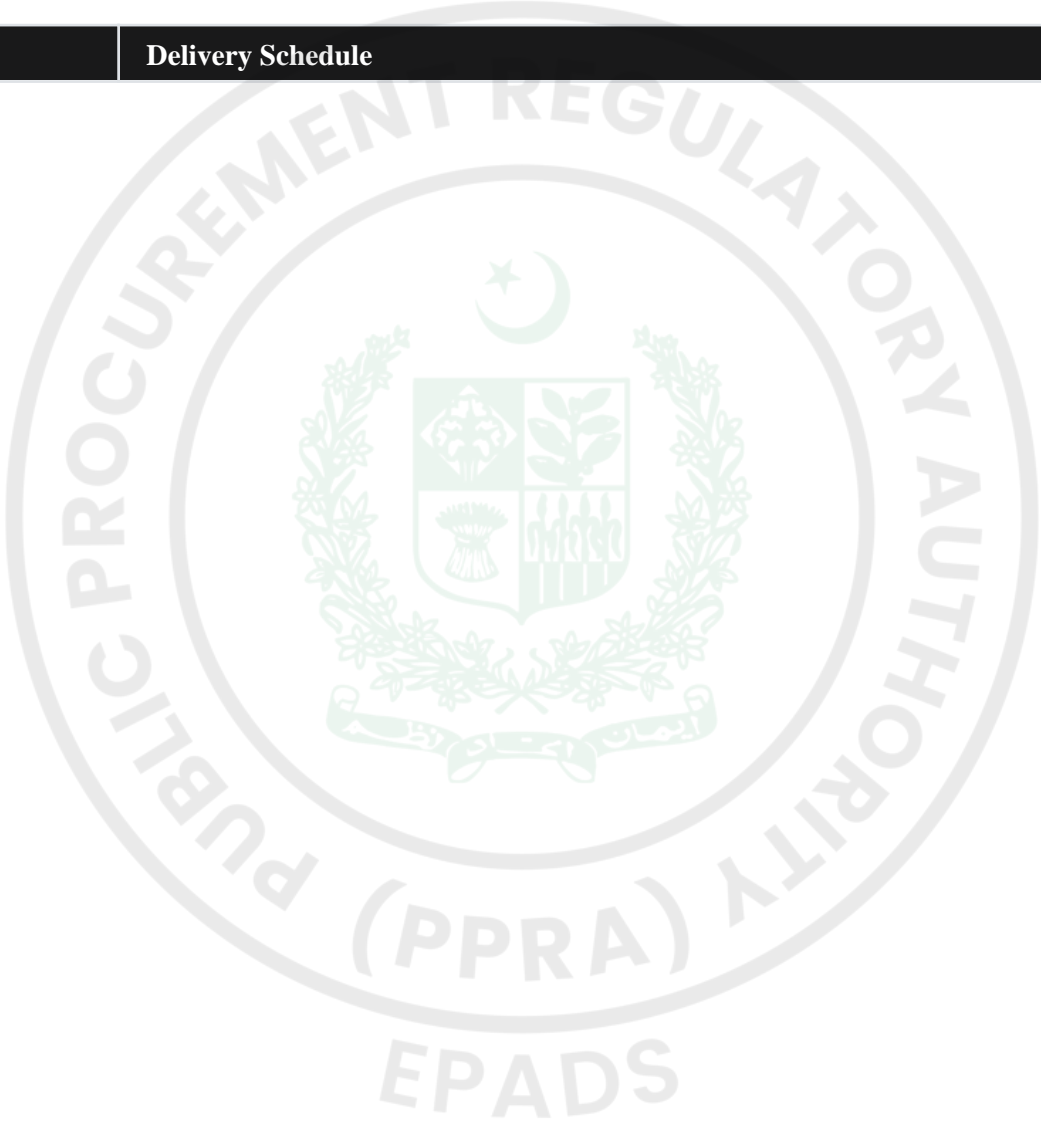 Delivery Schedule
PUBLIC PROCUREMENT REGULATORY AUTHORITY
(PPRA)
EPADS